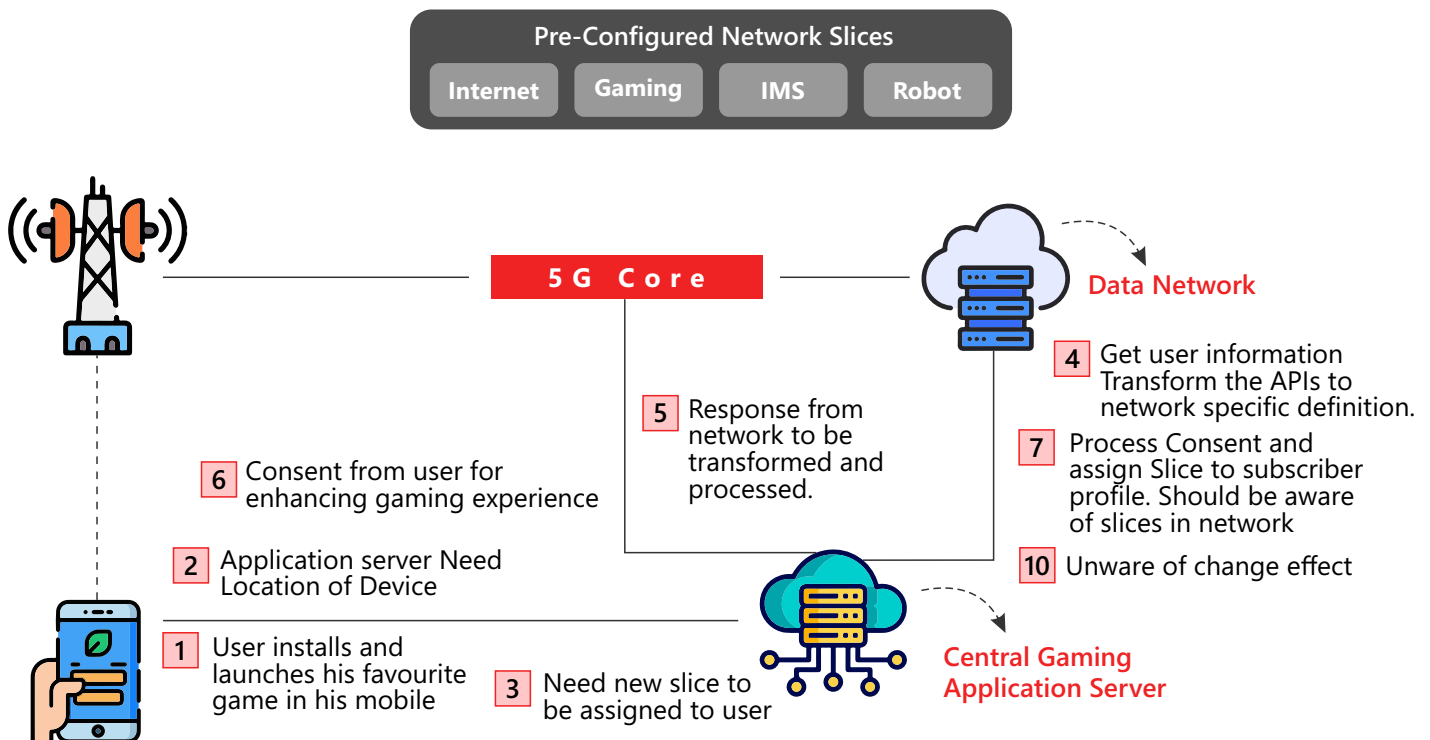 Pre-Configured Network Slices
Internet
Gaming
IMS
Robot
5G Core
Data Network
4
Get user information
Transform the APIs to
network specific definition.
5
Response from
network to be
transformed and
processed.
7
Process Consent and
assign Slice to subscriber
profile. Should be aware
of slices in network
6
Consent from user for
enhancing gaming experience
2
Application server Need
Location of Device
10
Unware of change effect
1
User installs and
launches his favourite
game in his mobile
3
Need new slice to
be assigned to user
Central Gaming
Application Server